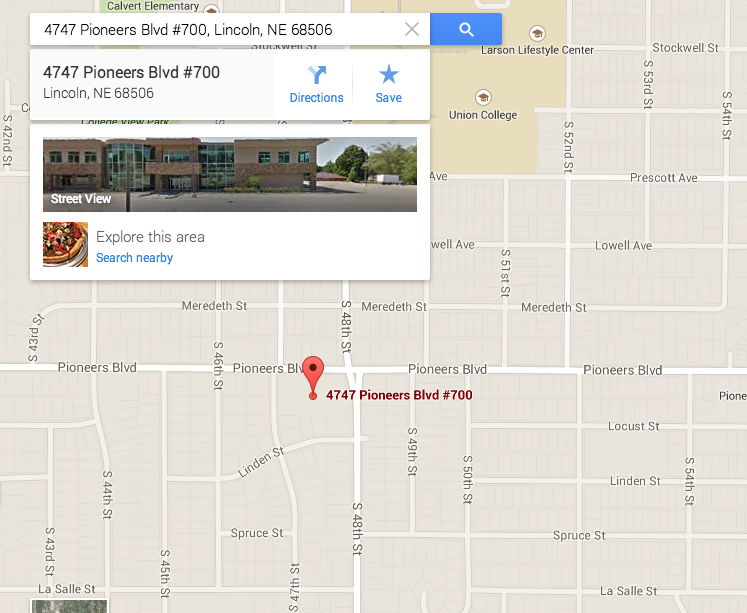 Calvert Elementary
4747 Pioneers Blvd #700, Lincoln, NE 68506
Stockwell St
Larson Lifestyle Center
Stockwell St
4747 Pioneers Blvd #700
Lincoln, NE 68506
Directions
Save
College View Park
Union College
S 42nd St
S 53rd St
S 54th St
S 52nd St
Ave
Prescott Ave
Street View
Explore this area
Search nearby
well Ave
Lowell Ave
S 51st St
Meredeth St
Meredeth St
Meredeth St
S 43rd St
S 48th St
S 46th St
Pioneers Blvd
Pioneers Blv
Pioneers Blvd
Pioneers Blvd
4747 Pioneers Blvd #700
Pione
Locust St
S 49th St
Linden St
S 50th St
S 54th St
S 44th St
Linden St
S 48th St
Spruce St
Spruce St
S 43rd St
S 45th St
S 47th St
La Salle St
La Salle St